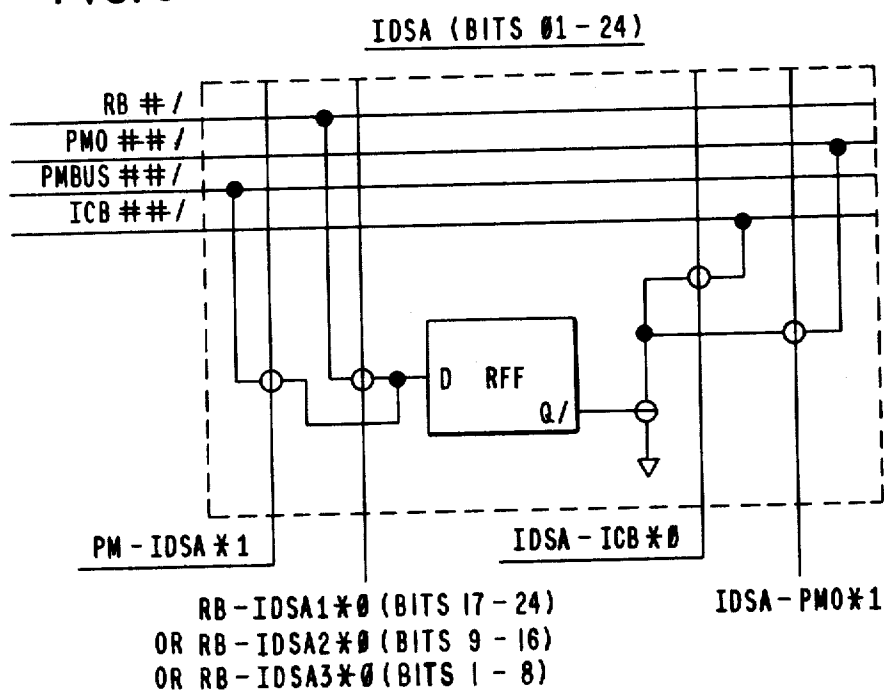 IDSA (BITS Ø1-24)
RB #/
PMO ##/
PMBUS ##/
ICB ##/
D RFF
Q/
PM-IDSA*1
IDSA-ICB*Ø
RB-IDSA1*Ø (BITS 17-24)
OR RB-IDSA2*Ø (BITS 9-16)
OR RB-IDSA3*Ø (BITS 1-8)
IDSA-PMO*1